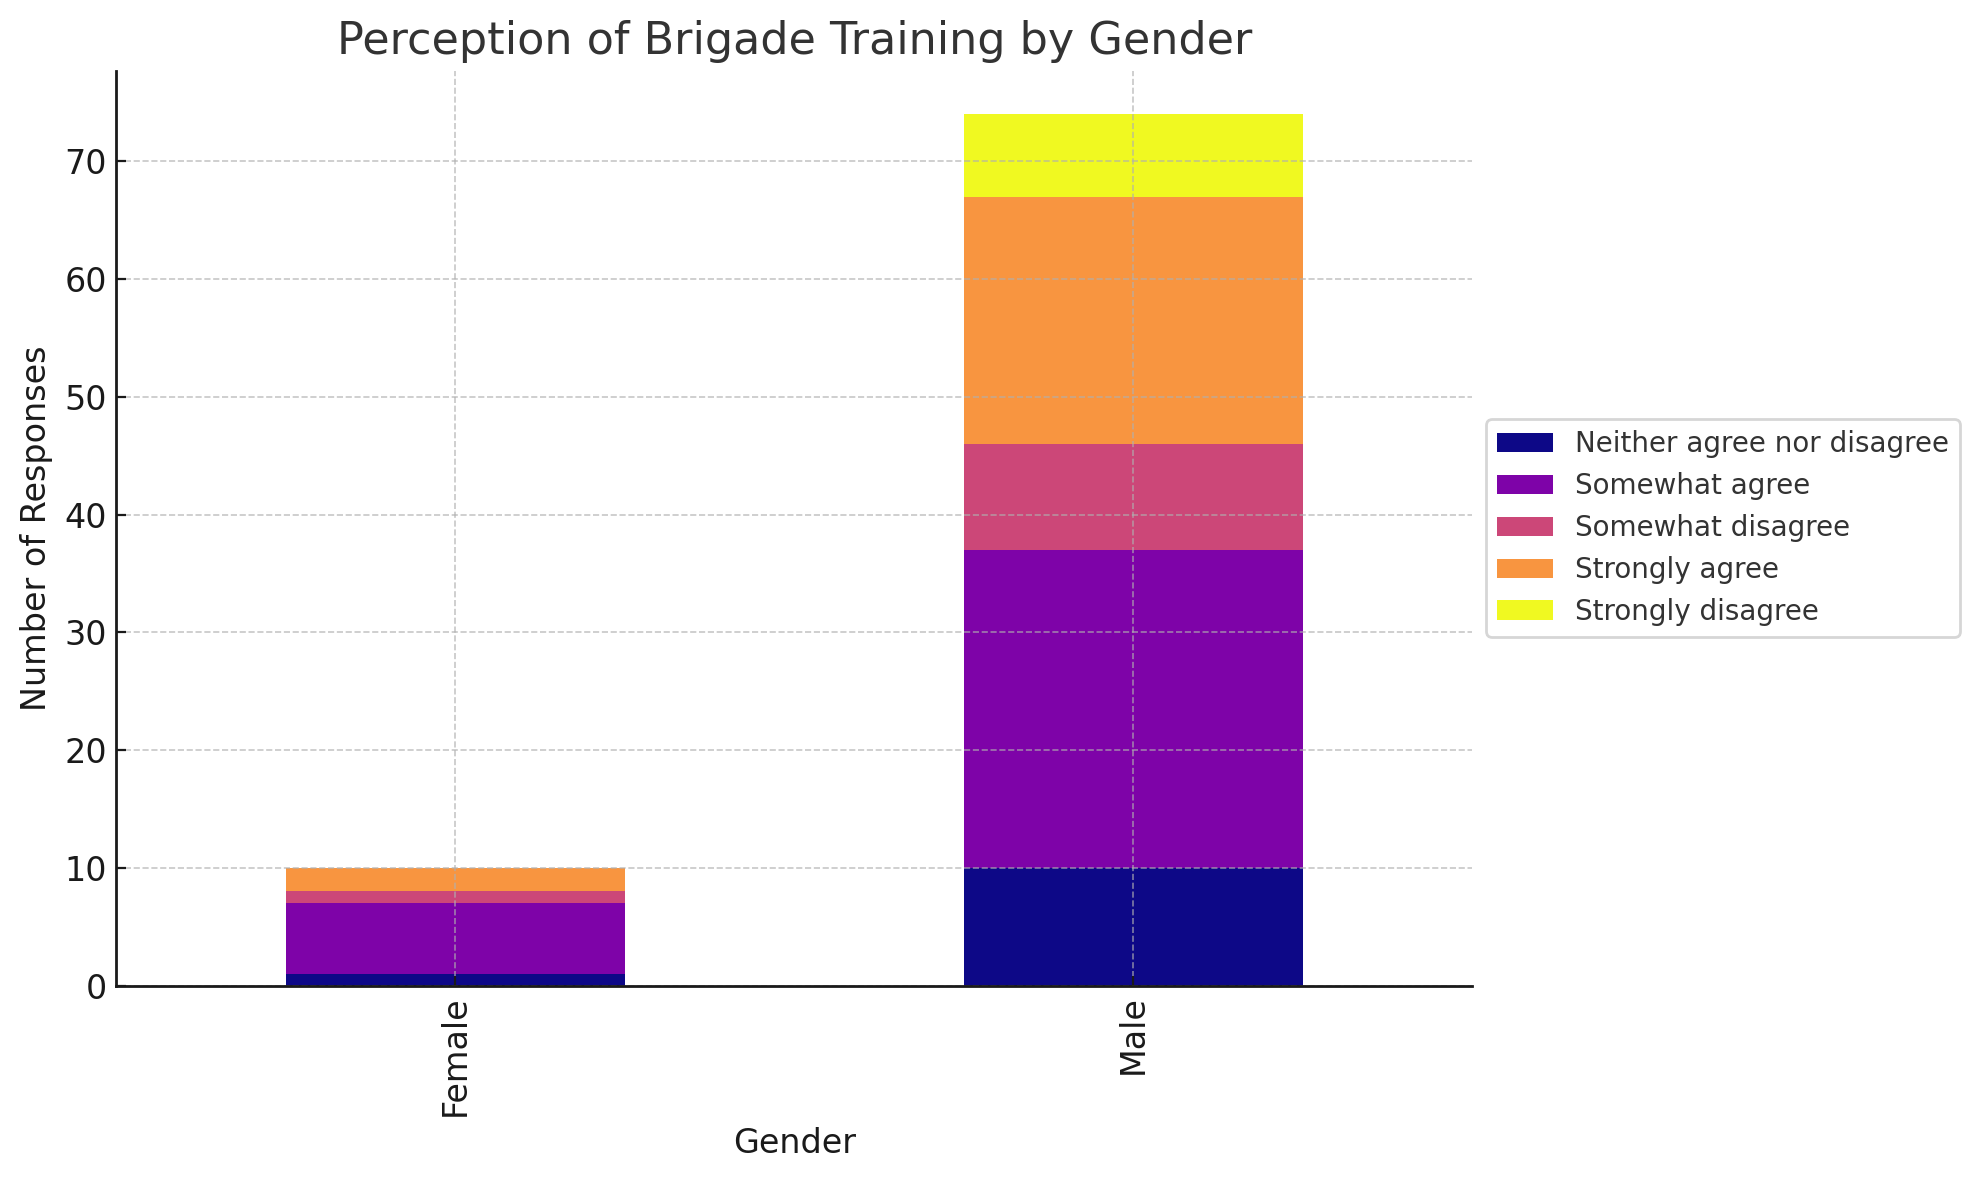 Perception of Brigade Training by Gender
Number of Responses
70
60
50
40
30
20
10
0
Female
Male
Gender
Neither agree nor disagree
Somewhat agree
Somewhat disagree
Strongly agree
Strongly disagree